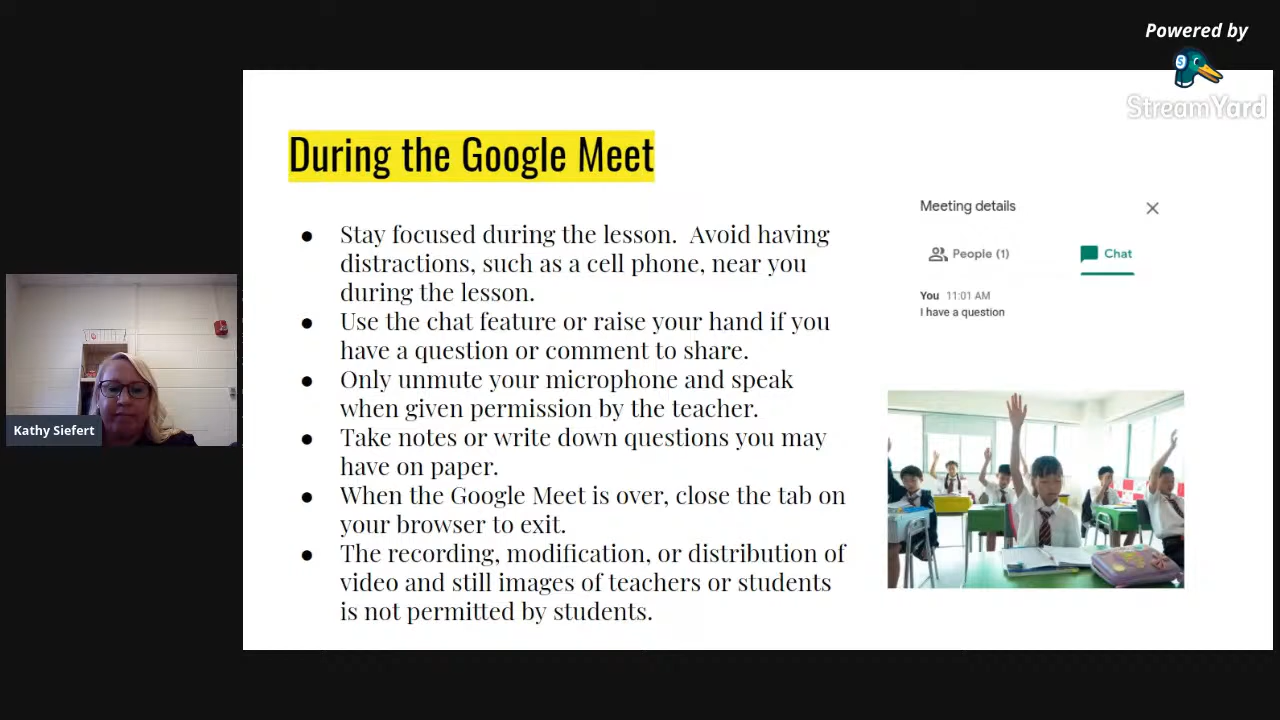 Powered by
StreamYard
During the Google Meet
Stay focused during the lesson.  Avoid having
distractions, such as a cell phone, near you
during the lesson.
Use the chat feature or raise your hand if you
have a question or comment to share.
Only unmute your microphone and speak
when given permission by the teacher.
Take notes or write down questions you may
have on paper.
When the Google Meet is over, close the tab on
your browser to exit.
The recording, modification, or distribution of
video and still images of teachers or students
is not permitted by students.
Meeting details
People (1)
Chat
You 11:01 AM
I have a question
Kathy Siefert